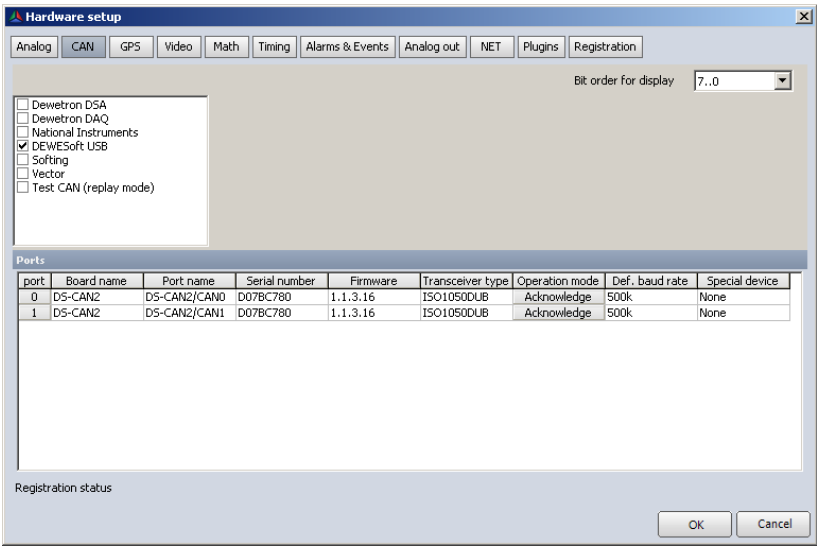 Hardware setup
Analog CAN GPS Video Math Timing Alarms & Events Analog out NET Plugins Registration
Bit order for display 7..0
Dewetron DSA
Dewetron DAQ
National Instruments
DEWESoft USB
Softing
Vector
Test CAN (replay mode)
Ports
port Board name Port name Serial number Firmware Transceiver type Operation mode Def. baud rate Special device
0 DS-CAN2 DS-CAN2/CAN0 D07BC780 1.1.3.16 ISO1050DUB Acknowledge 500k None
1 DS-CAN2 DS-CAN2/CAN1 D07BC780 1.1.3.16 ISO1050DUB Acknowledge 500k None
Registration status
OK Cancel